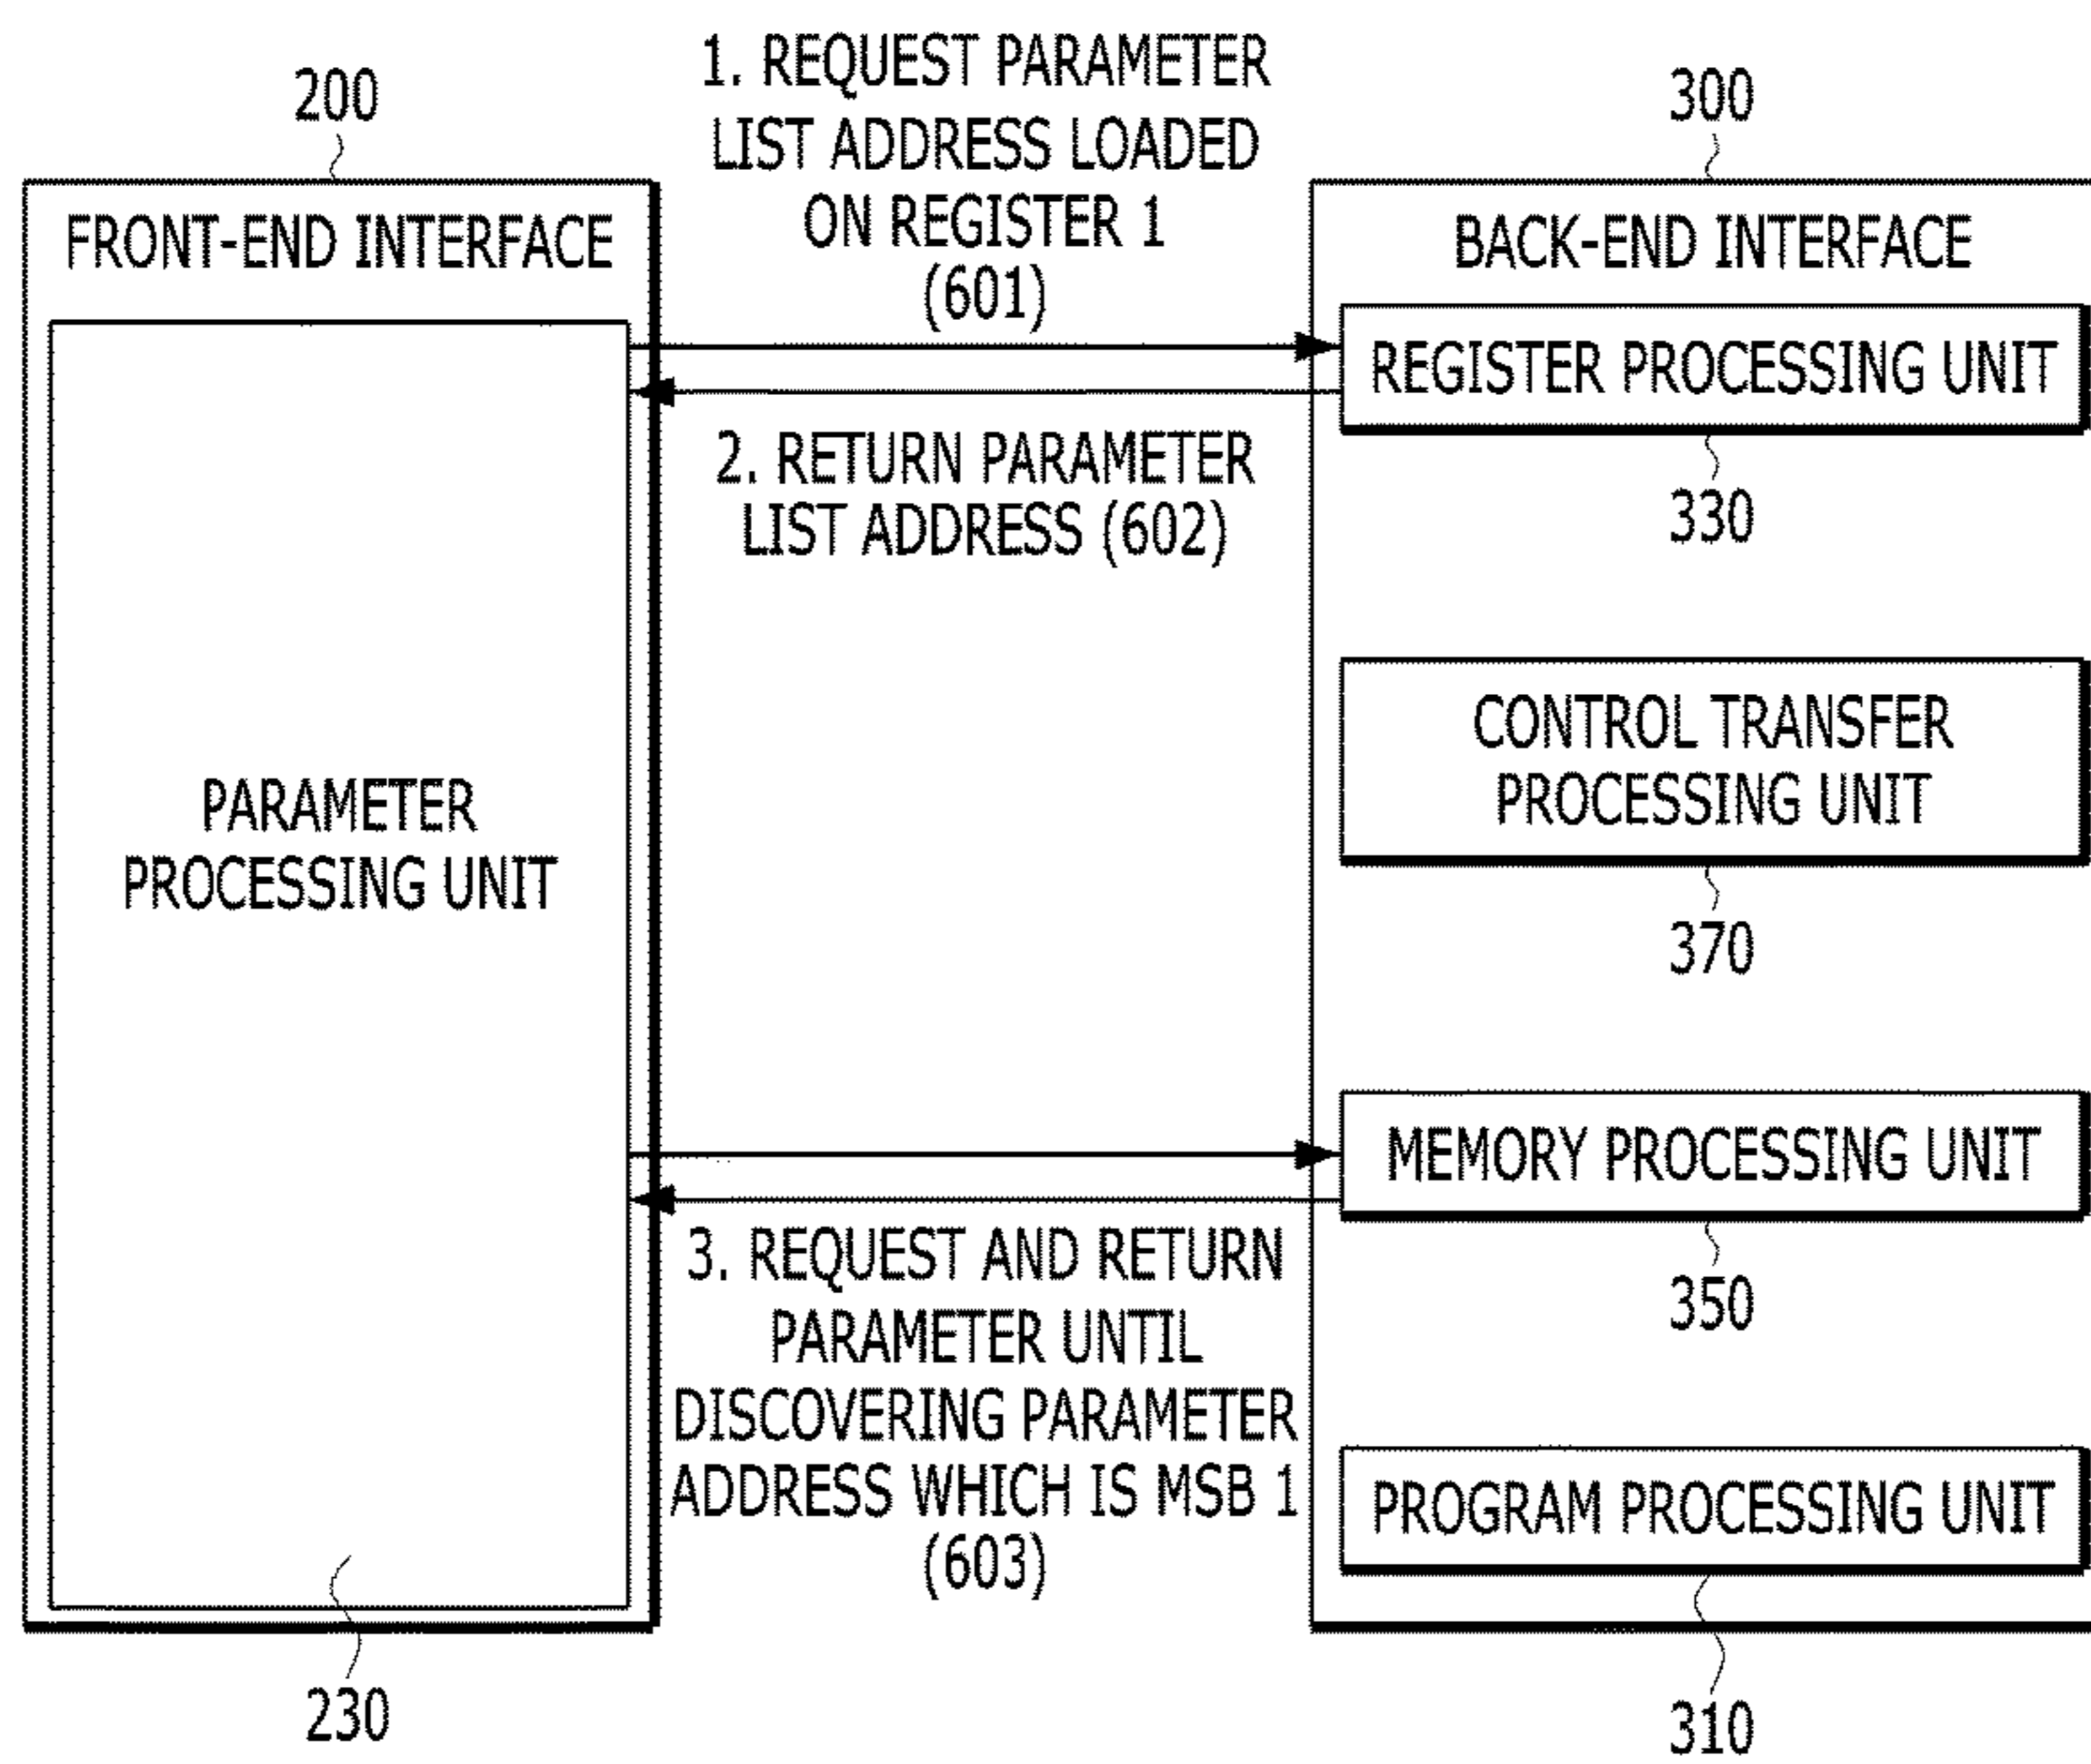 1. REQUEST PARAMETER
LIST ADDRESS LOADED
ON REGISTER 1
(601)
200
300
FRONT-END INTERFACE
BACK-END INTERFACE
REGISTER PROCESSING UNIT
2. RETURN PARAMETER
LIST ADDRESS (602)
330
CONTROL TRANSFER
PROCESSING UNIT
PARAMETER
PROCESSING UNIT
370
MEMORY PROCESSING UNIT
3. REQUEST AND RETURN
PARAMETER UNTIL
DISCOVERING PARAMETER
ADDRESS WHICH IS MSB 1
(603)
350
PROGRAM PROCESSING UNIT
230
310